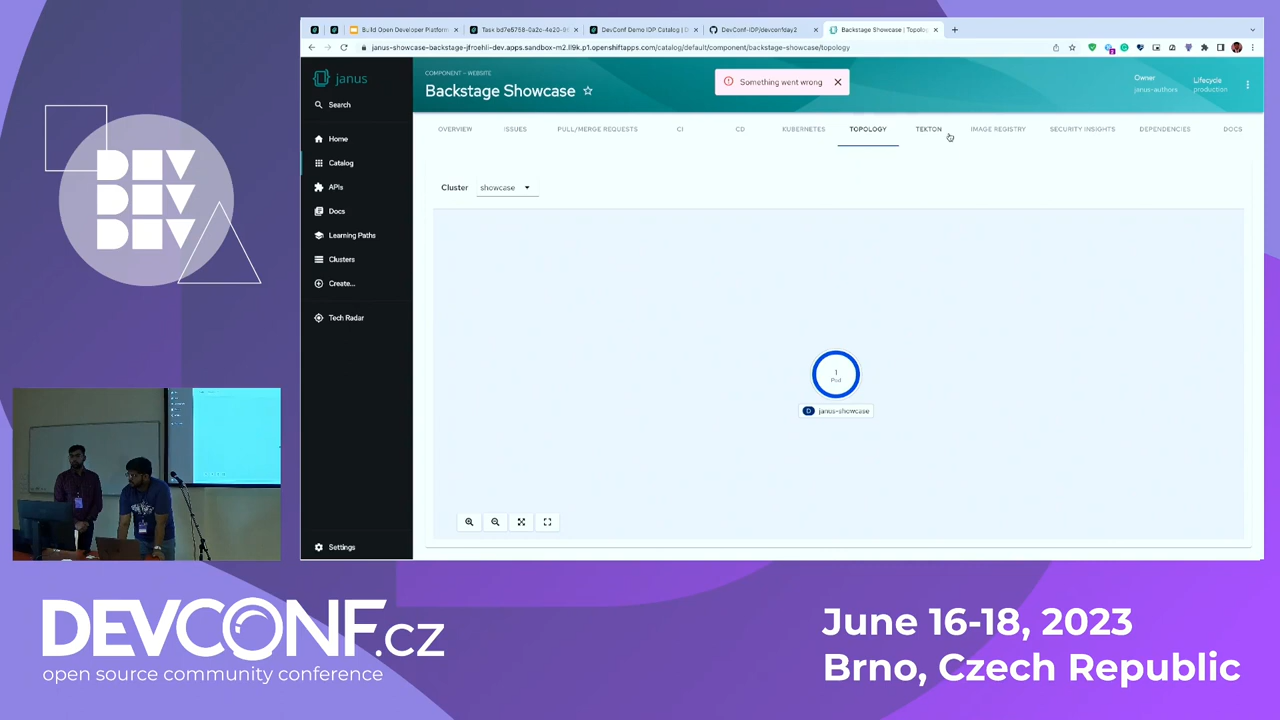 DEV
DEV
DEV
Build Open Developer Platform
DevConf Demo IDP Catalog | D
DevConf-IDP/devconfday2
Backstage Showcase | Topolog
janus
Search
Home
Catalog
APIs
Docs
Learning Paths
Clusters
Create...
Tech Radar
Settings
COMPONENT — WEBSITE
Backstage Showcase
Something went wrong
Owner
janus-authors
Lifecycle
production
OVERVIEW
ISSUES
PULL/MERGE REQUESTS
CI
CD
KUBERNETES
TOPOLOGY
TEKTON
IMAGE REGISTRY
SECURITY INSIGHTS
DEPENDENCIES
DOCS
Cluster
showcase
1
Pod
D janus-showcase
DEVCONF.cz
open source community conference
June 16-18, 2023
Brno, Czech Republic